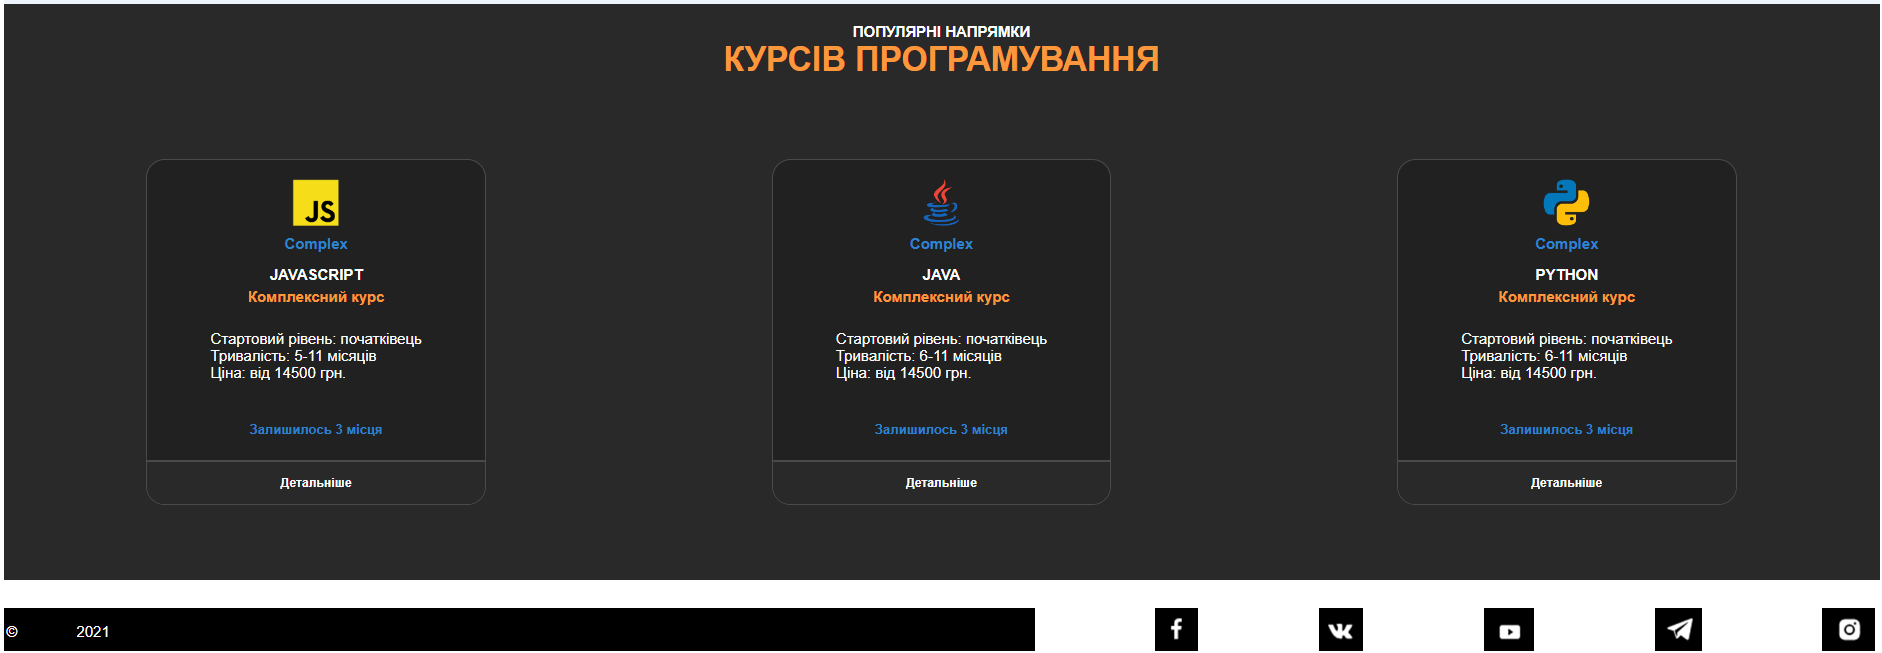 ПОПУЛЯРНІ НАПРЯМКИ
КУРСІВ ПРОГРАМУВАННЯ
JS
Complex
JAVASCRIPT
Комплексний курс
Стартовий рівень: початківець
Тривалість: 5-11 місяців
Ціна: від 14500 грн.
Залишилось 3 місця
Детальніше
Complex
JAVA
Комплексний курс
Стартовий рівень: початківець
Тривалість: 6-11 місяців
Ціна: від 14500 грн.
Залишилось 3 місця
Детальніше
Complex
PYTHON
Комплексний курс
Стартовий рівень: початківець
Тривалість: 6-11 місяців
Ціна: від 14500 грн.
Залишилось 3 місця
Детальніше
© 2021